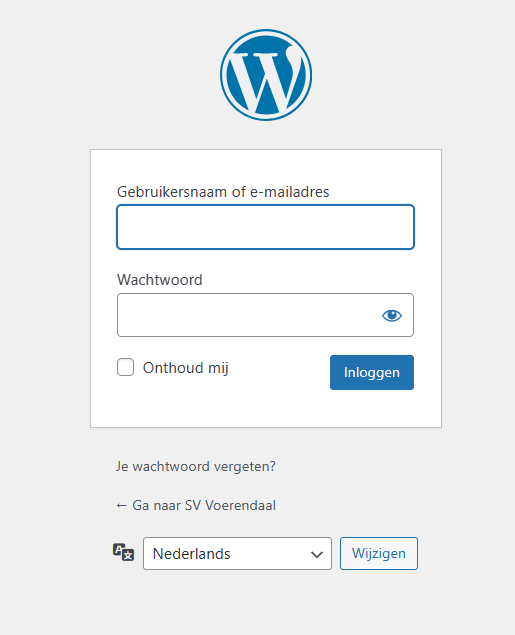 Gebruikersnaam of e-mailadres
Wachtwoord
Onthoud mij
Inloggen
Je wachtwoord vergeten?
← Ga naar SV Voerendaal
Nederlands
Wijzigen